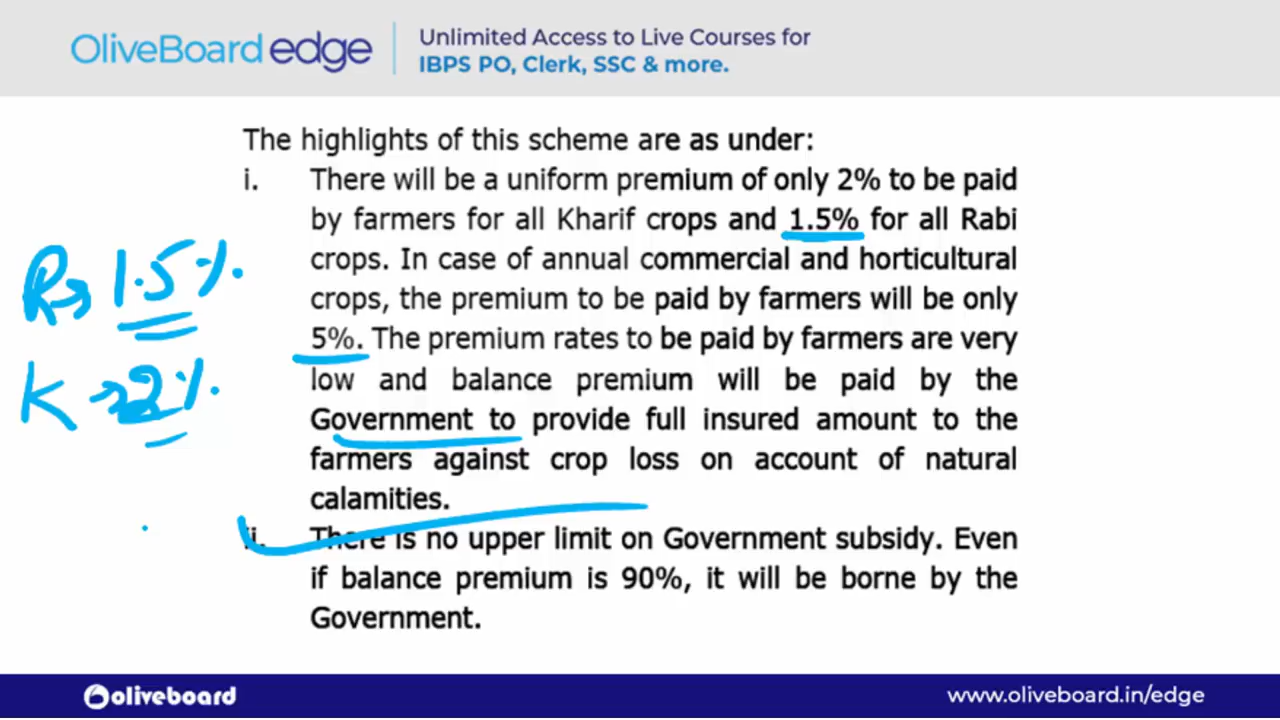 OliveBoard edge
Unlimited Access to Live Courses for
IBPS PO, Clerk, SSC & more.
The highlights of this scheme are as under:
i. There will be a uniform premium of only 2% to be paid
by farmers for all Kharif crops and 1.5% for all Rabi
crops. In case of annual commercial and horticultural
crops, the premium to be paid by farmers will be only
5%. The premium rates to be paid by farmers are very
low and balance premium will be paid by the
Government to provide full insured amount to the
farmers against crop loss on account of natural
calamities.
ii. There is no upper limit on Government subsidy. Even
if balance premium is 90%, it will be borne by the
Government.
R→ 1.5%.
K → 2%.
oliveboard
www.oliveboard.in/edge